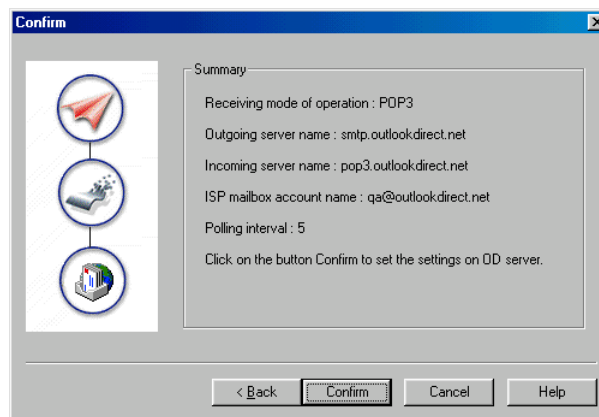 Confirm
Summary
Receiving mode of operation : POP3
Outgoing server name : smtp.outlookdirect.net
Incoming server name : pop3.outlookdirect.net
ISP mailbox account name : qa@outlookdirect.net
Polling interval : 5
Click on the button Confirm to set the settings on OD server.
< Back Confirm Cancel Help